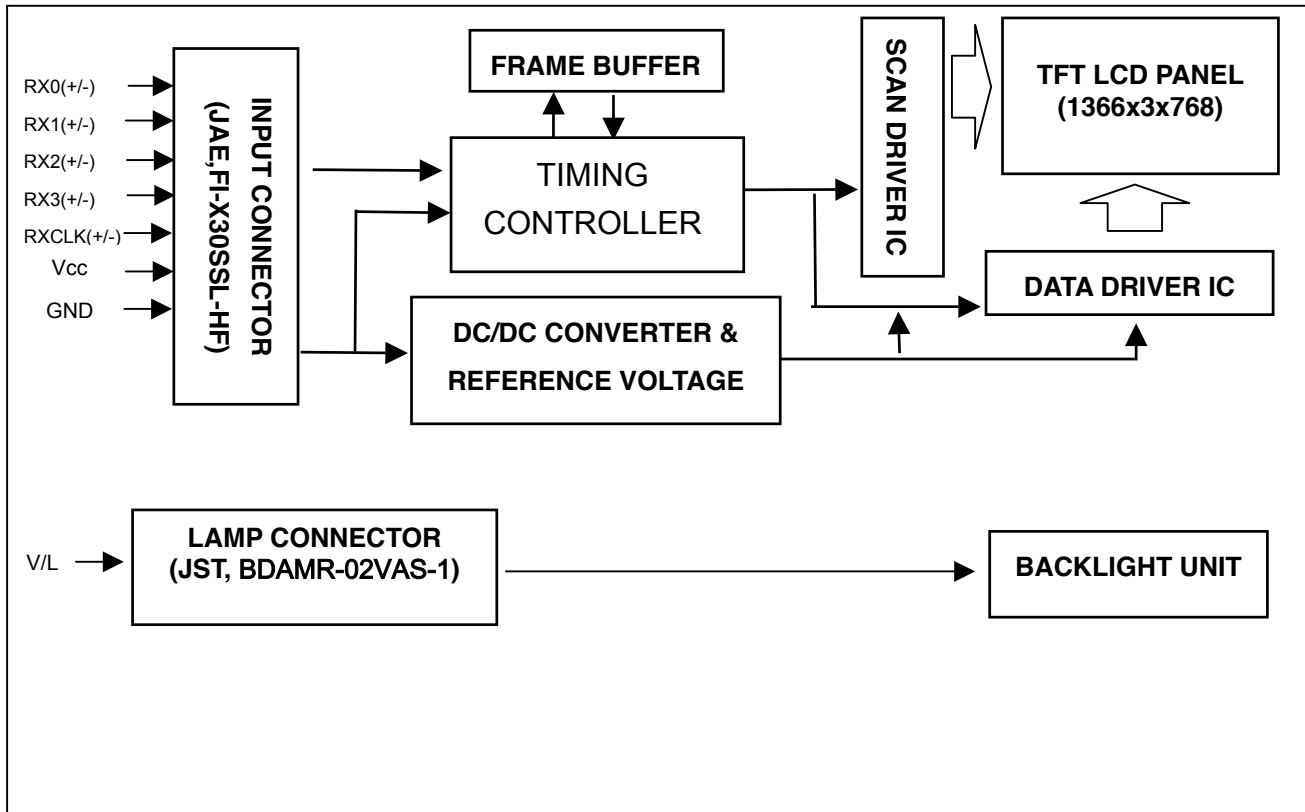 RX0(+/-)
RX1(+/-)
RX2(+/-)
RX3(+/-)
RXCLK(+/-)
Vcc
GND
INPUT CONNECTOR
(JAE,FI-X30SSL-HF)
FRAME BUFFER
TIMING
CONTROLLER
DC/DC CONVERTER &
REFERENCE VOLTAGE
SCAN DRIVER IC
TFT LCD PANEL
(1366x3x768)
DATA DRIVER IC
V/L
LAMP CONNECTOR
(JST, BDAMR-02VAS-1)
BACKLIGHT UNIT